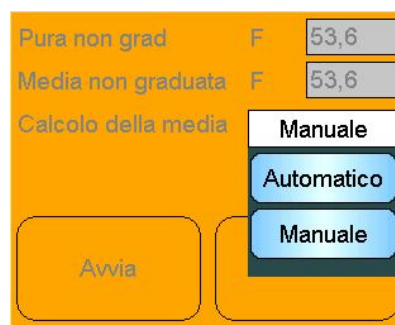 Pura non grad F 53,6
Media non graduata F 53,6
Calcolo della media Manuale
Automatico
Manuale
Avvia